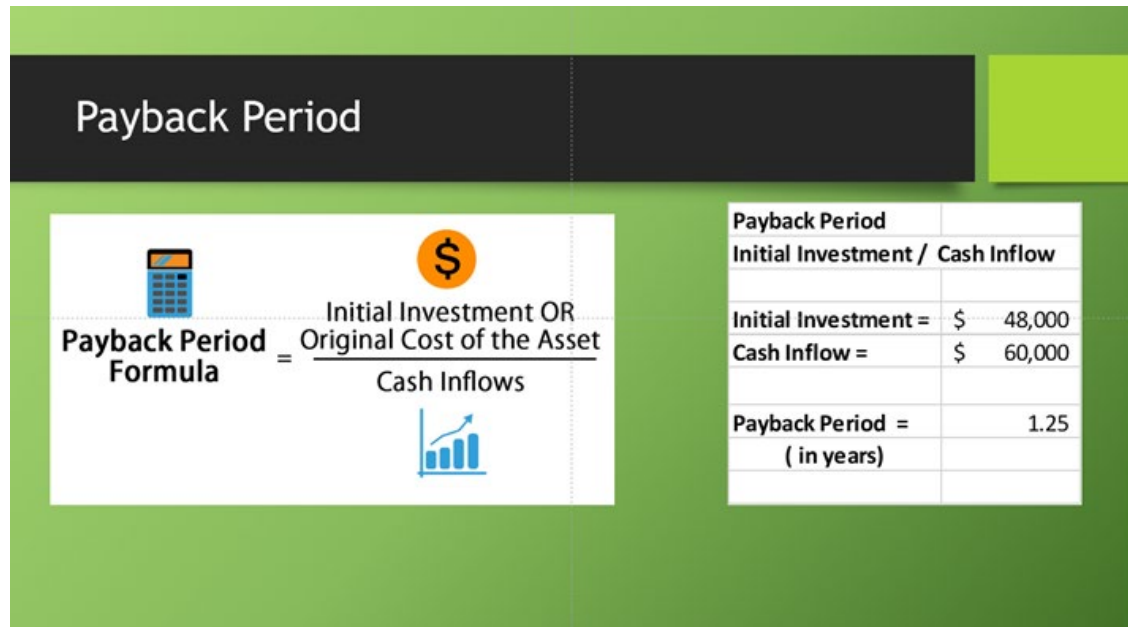 Payback Period
$
Initial Investment OR
Payback Period = Original Cost of the Asset
Formula
Cash Inflows
Payback Period
Initial Investment / Cash Inflow
Initial Investment = $ 48,000
Cash Inflow = $ 60,000
Payback Period = 1.25
( in years)